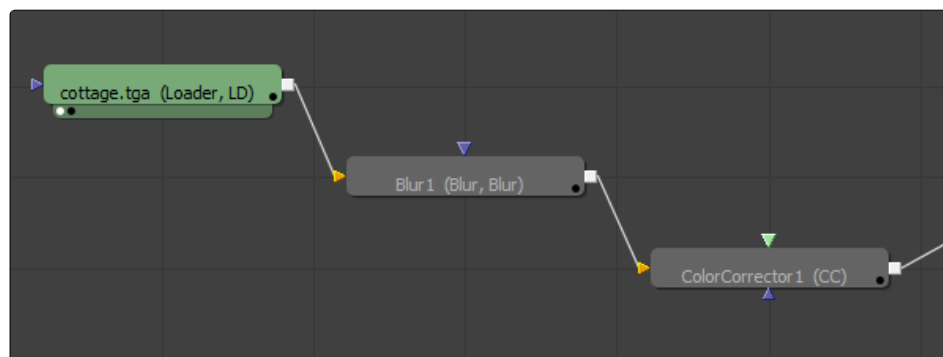 cottage.tga (Loader, LD)
Blur1 (Blur, Blur)
ColorCorrector1 (CC)